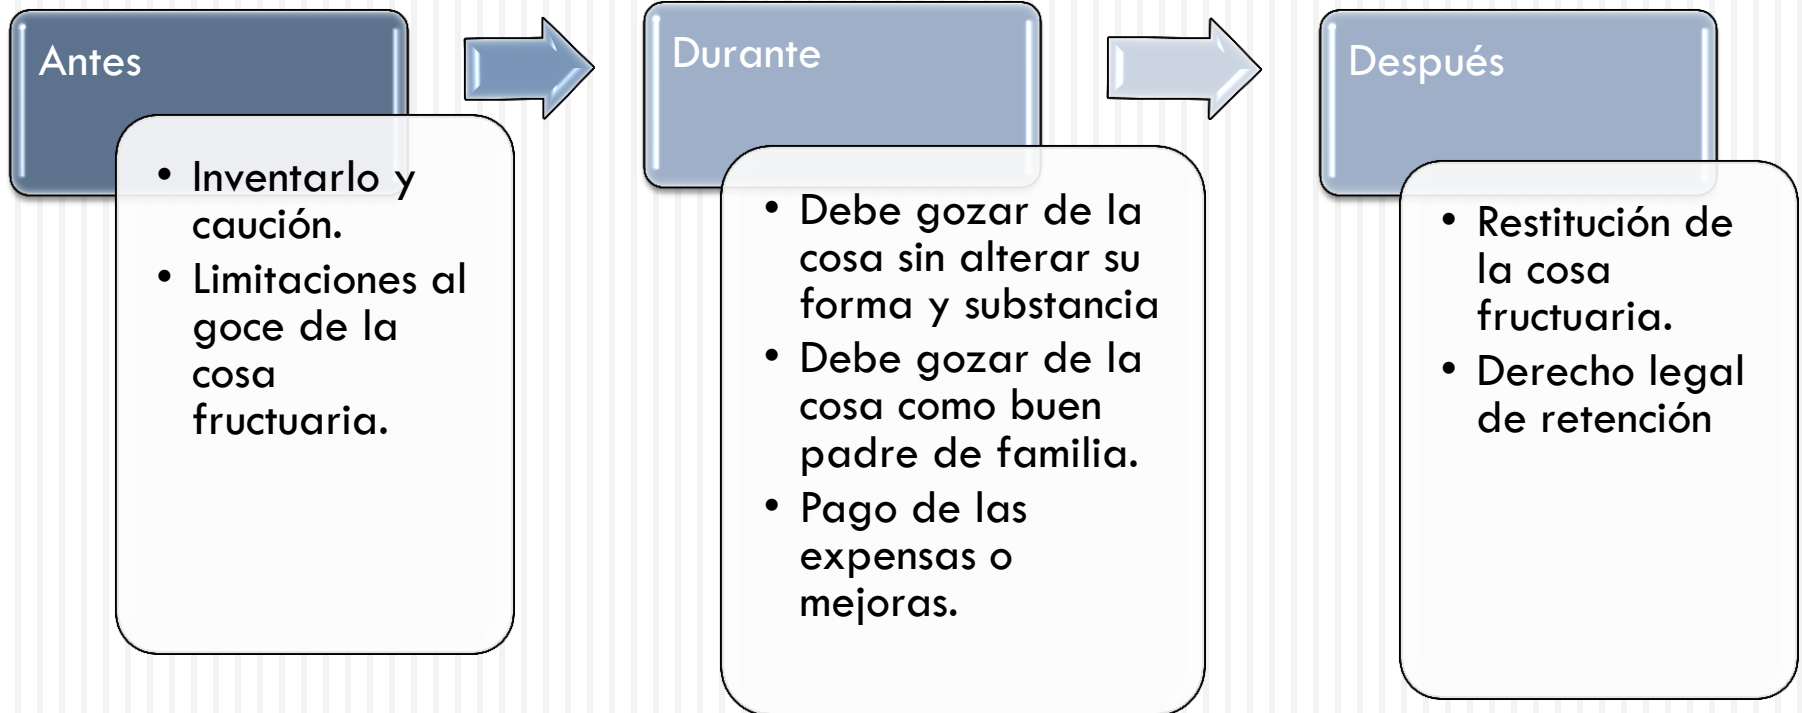 Antes
• Inventarlo y
caución.
• Limitaciones al
goce de la
cosa
fructuaria.
Durante
• Debe gozar de la
cosa sin alterar su
forma y substancia
• Debe gozar de la
cosa como buen
padre de familia.
• Pago de las
expensas o
mejoras.
Después
• Restitución de
la cosa
fructuaria.
• Derecho legal
de retención